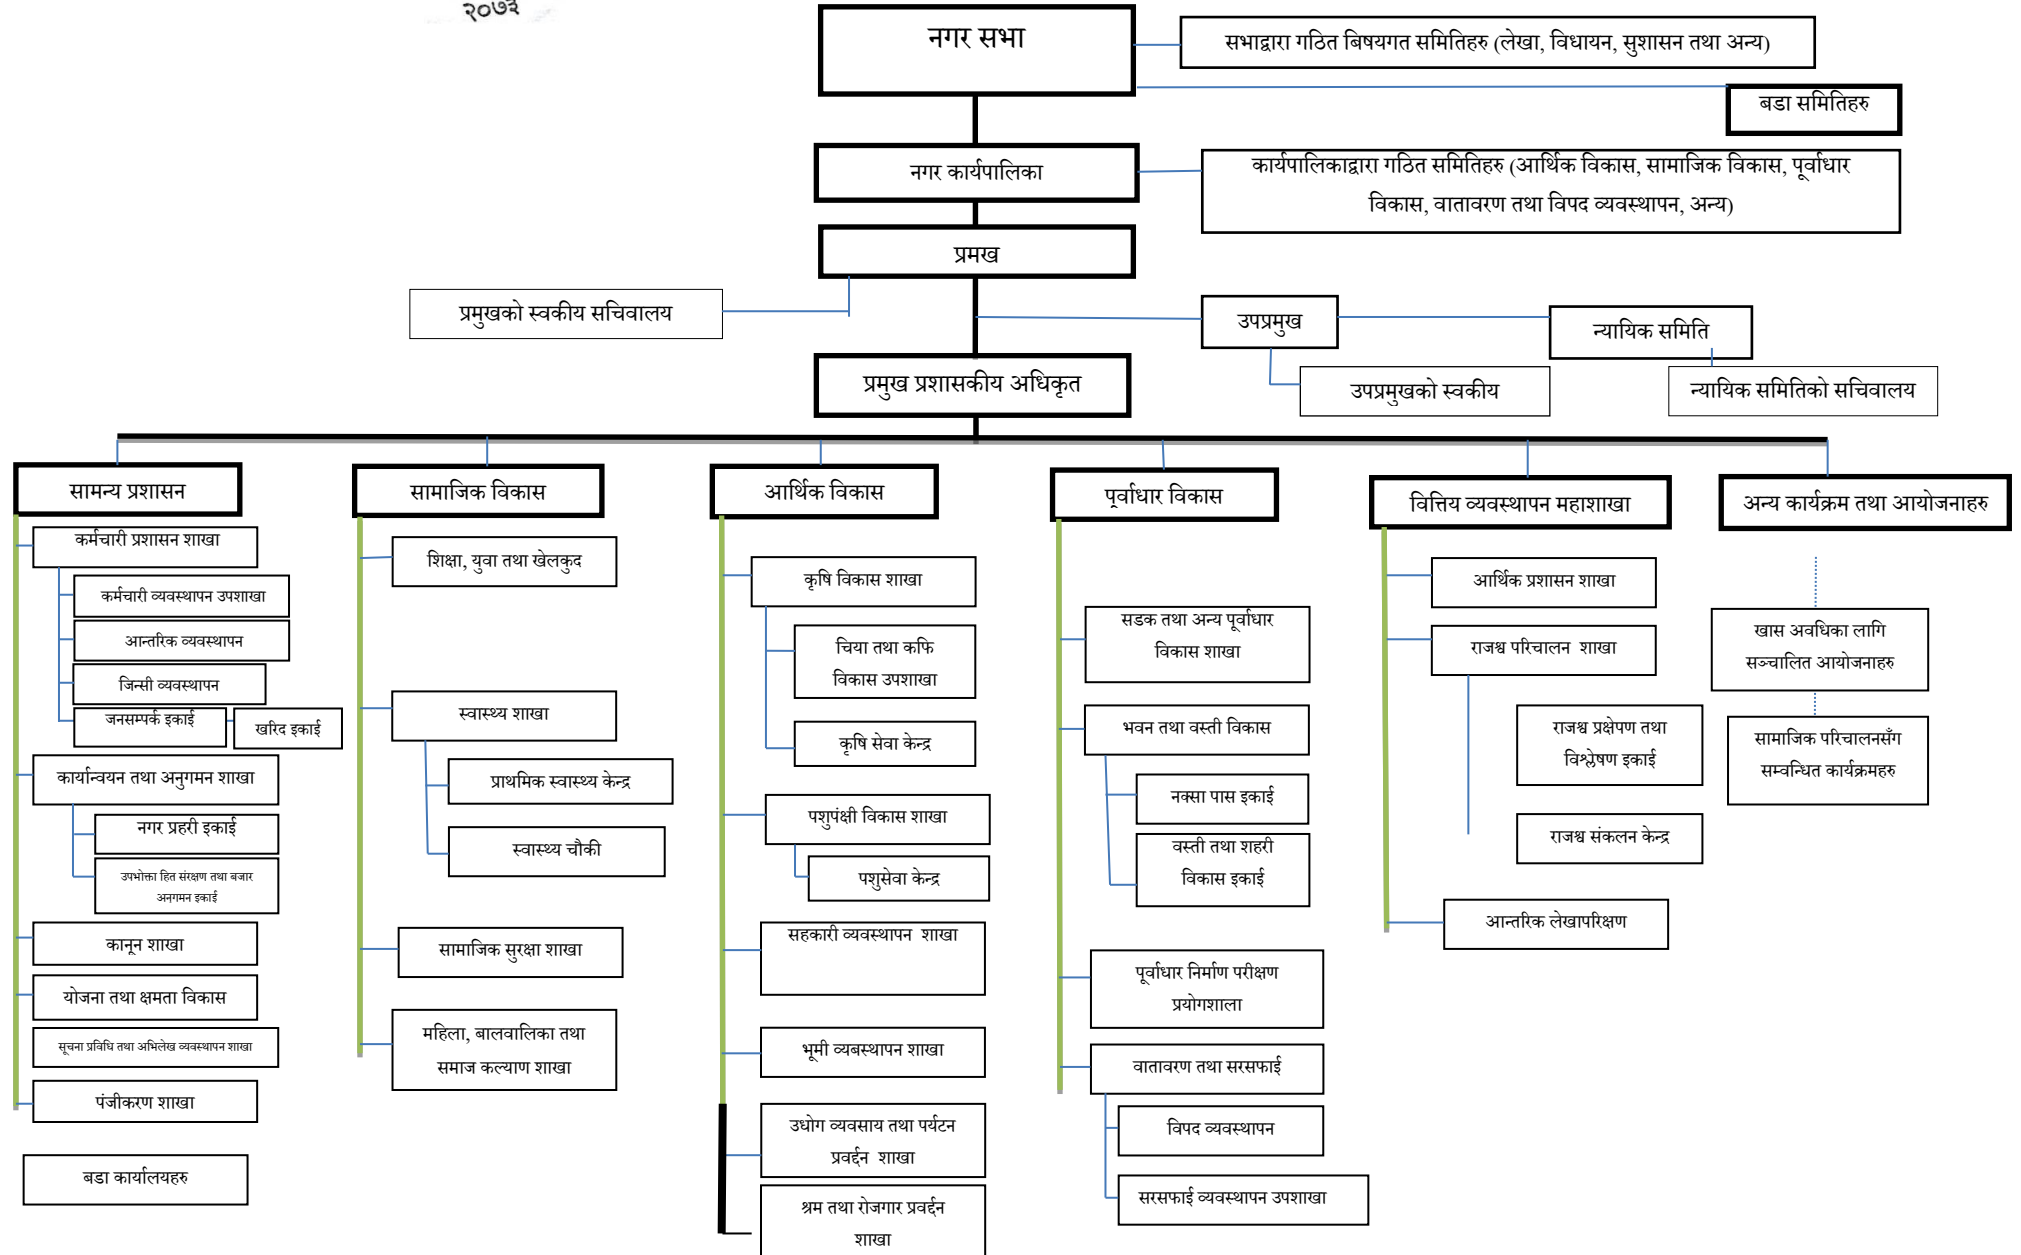 २०७३
नगर सभा
सभाद्वारा गठित बिषयगत समितिहरु (लेखा, विधायन, सुशासन तथा अन्य)
बडा समितिहरु
नगर कार्यपालिका
कार्यपालिकाद्वारा गठित समितिहरु (आर्थिक विकास, सामाजिक विकास, पूर्वाधार
विकास, वातावरण तथा विपद व्यवस्थापन, अन्य)
प्रमख
प्रमुखको स्वकीय सचिवालय
उपप्रमुख
न्यायिक समिति
प्रमुख प्रशासकीय अधिकृत
उपप्रमुखको स्वकीय
न्यायिक समितिको सचिवालय
सामन्य प्रशासन
कर्मचारी प्रशासन शाखा
कर्मचारी व्यवस्थापन उपशाखा
आन्तरिक व्यवस्थापन
जिन्सी व्यवस्थापन
जनसम्पर्क इकाई
खरिद इकाई
कार्यान्वयन तथा अनुगमन शाखा
नगर प्रहरी इकाई
उपभोक्ता हित संरक्षण तथा बजार
अनगमन इकाई
कानून शाखा
योजना तथा क्षमता विकास
सूचना प्रविधि तथा अभिलेख व्यवस्थापन शाखा
पंजीकरण शाखा
बडा कार्यालयहरु
सामाजिक विकास
शिक्षा, युवा तथा खेलकुद
स्वास्थ्य शाखा
प्राथमिक स्वास्थ्य केन्द्र
स्वास्थ्य चौकी
सामाजिक सुरक्षा शाखा
महिला, बालवालिका तथा
समाज कल्याण शाखा
आर्थिक विकास
कृषि विकास शाखा
चिया तथा कफि
विकास उपशाखा
कृषि सेवा केन्द्र
पशुपंक्षी विकास शाखा
पशुसेवा केन्द्र
सहकारी व्यवस्थापन शाखा
भूमी व्यबस्थापन शाखा
उधोग व्यवसाय तथा पर्यटन
प्रवर्द्दन शाखा
श्रम तथा रोजगार प्रवर्द्दन
शाखा
पूर्वाधार विकास
सडक तथा अन्य पूर्वाधार
विकास शाखा
भवन तथा वस्ती विकास
नक्सा पास इकाई
वस्ती तथा शहरी
विकास इकाई
पूर्वाधार निर्माण परीक्षण
प्रयोगशाला
वातावरण तथा सरसफाई
विपद व्यवस्थापन
सरसफाई व्यवस्थापन उपशाखा
वित्तिय व्यवस्थापन महाशाखा
आर्थिक प्रशासन शाखा
राजश्व परिचालन शाखा
राजश्व प्रक्षेपण तथा
विश्लेषण इकाई
राजश्व संकलन केन्द्र
आन्तरिक लेखापरिक्षण
अन्य कार्यक्रम तथा आयोजनाहरु
खास अवधिका लागि
सञ्चालित आयोजनाहरु
सामाजिक परिचालनसँग
सम्वन्धित कार्यक्रमहरु